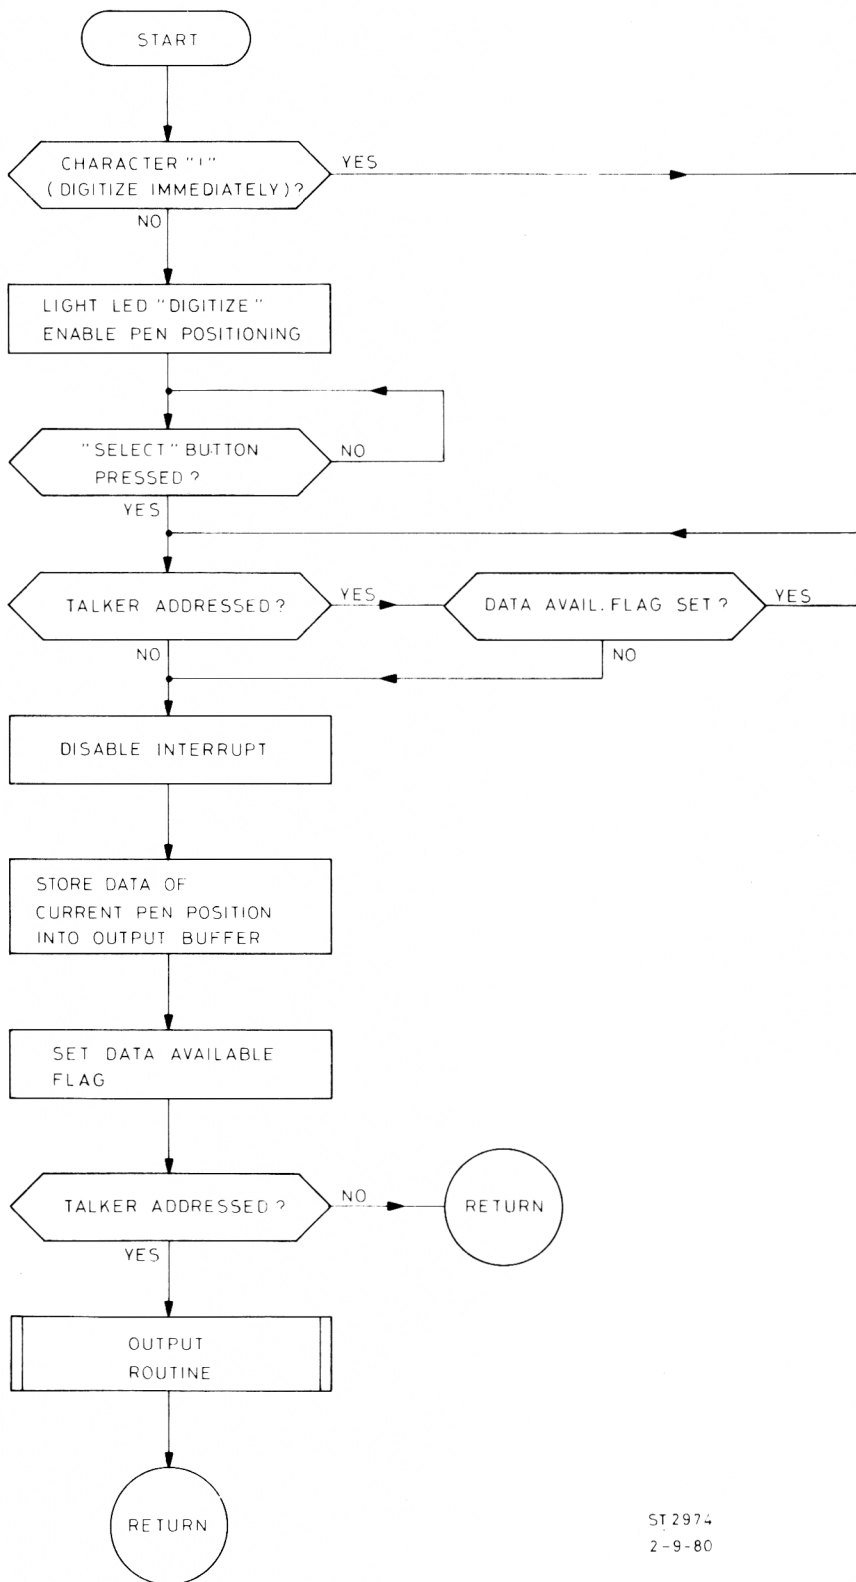 START
CHARACTER "I"
(DIGITIZE IMMEDIATELY)?
YES
NO
LIGHT LED "DIGITIZE"
ENABLE PEN POSITIONING
"SELECT" BUTTON
PRESSED?
NO
YES
TALKER ADDRESSED?
YES
DATA AVAIL. FLAG SET?
YES
NO
NO
DISABLE INTERRUPT
STORE DATA OF
CURRENT PEN POSITION
INTO OUTPUT BUFFER
SET DATA AVAILABLE
FLAG
TALKER ADDRESSED?
NO
RETURN
YES
OUTPUT
ROUTINE
RETURN
ST 2974
2-9-80